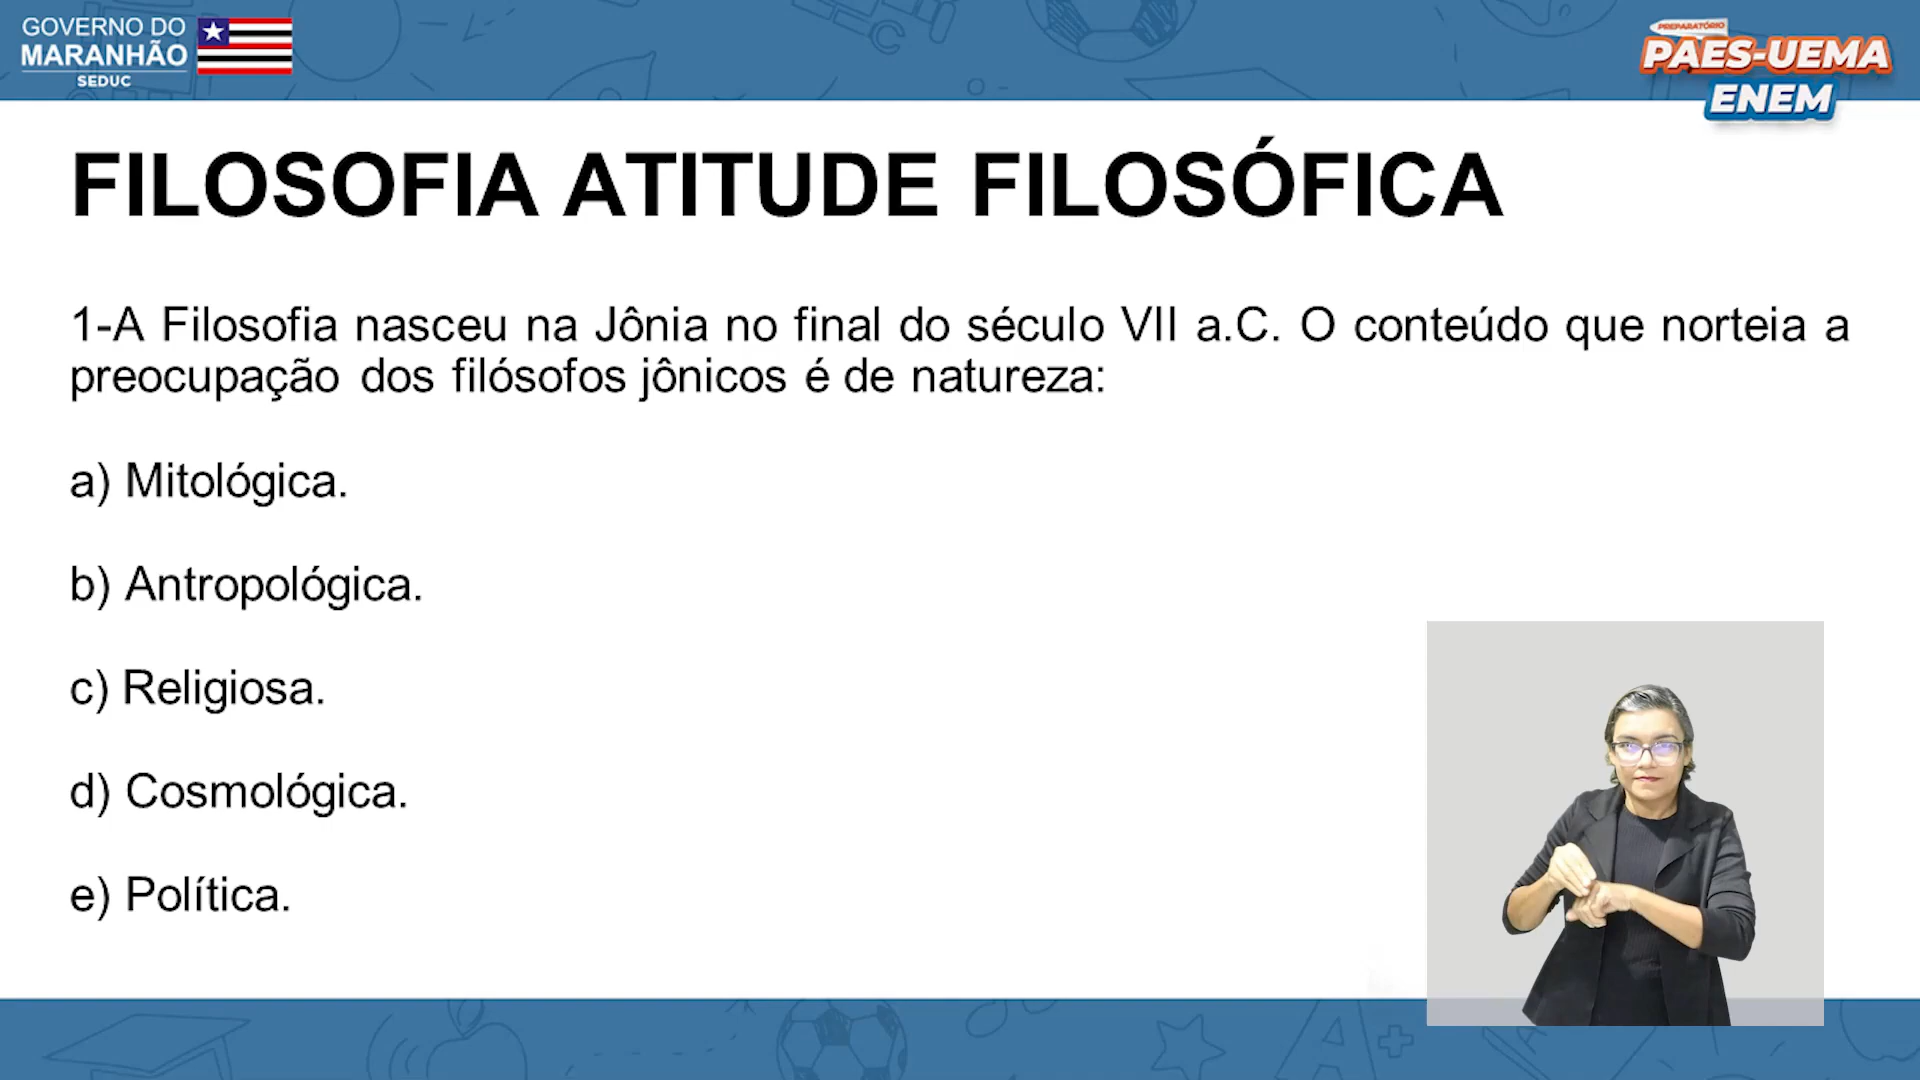 GOVERNO DO
MARANHÃO
SEDUC
PREPARATÓRIO
PAES-UEMA
ENEM
FILOSOFIA ATITUDE FILOSÓFICA
1-A Filosofia nasceu na Jônia no final do século VII a.C. O conteúdo que norteia a
preocupação dos filósofos jônicos é de natureza:
a) Mitológica.
b) Antropológica.
c) Religiosa.
d) Cosmológica.
e) Política.